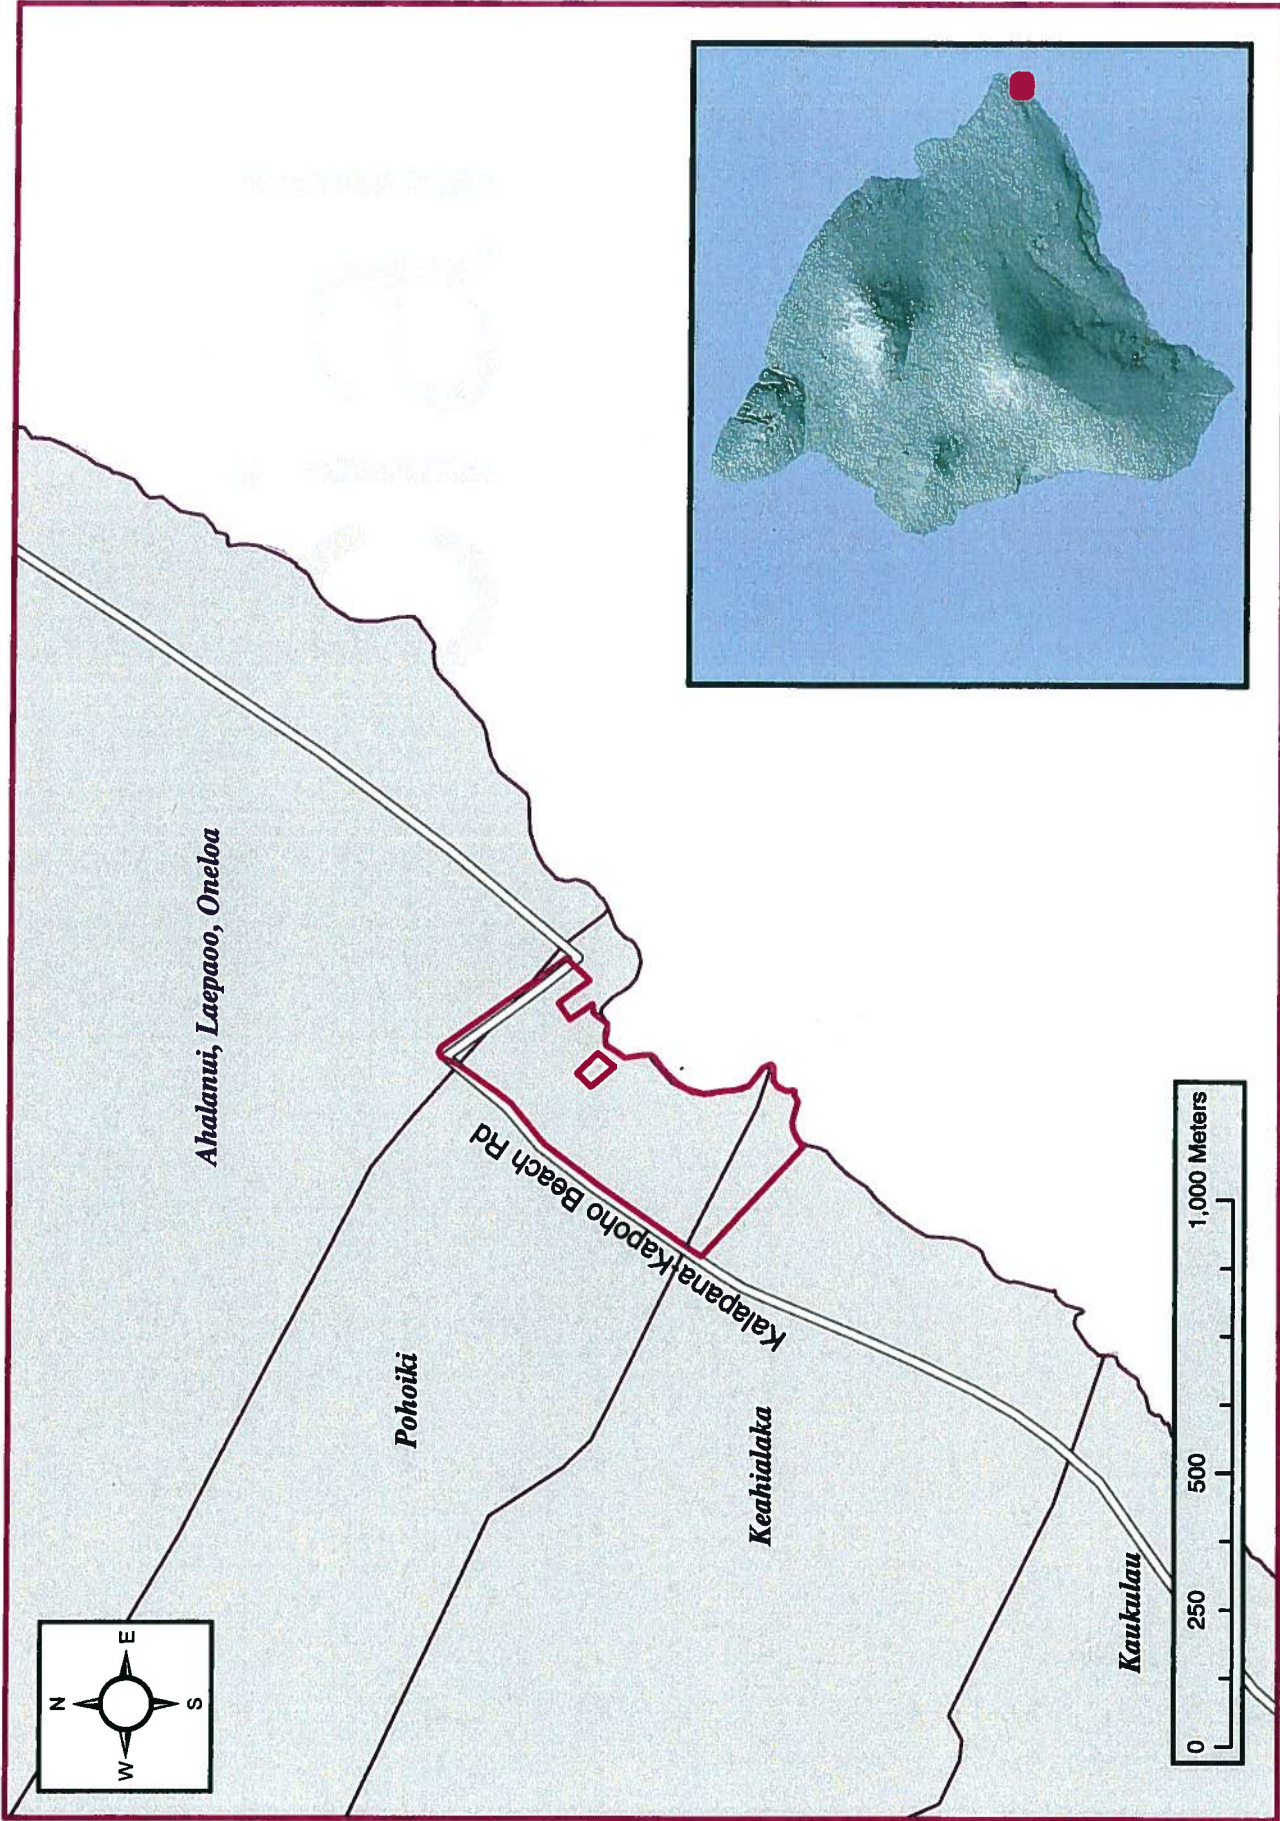 N
W
E
S
Ahalanui, Laepaoo, Oneloa
Pohoiki
Kalapana-Kapoho Beach Rd
Keahialaka
Kaukulau
0 250 500 1,000 Meters